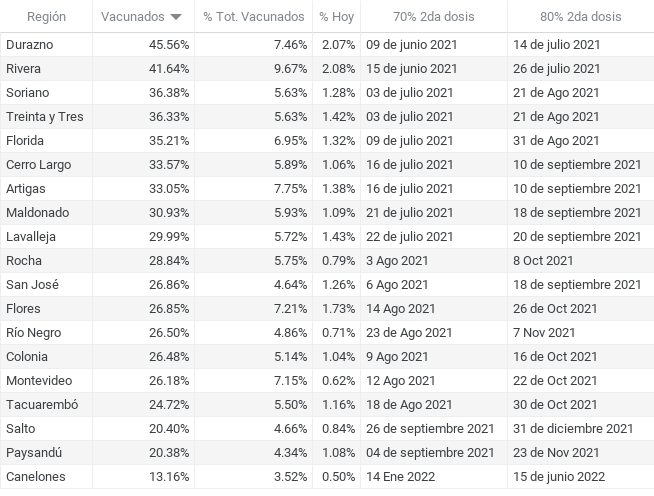 Región Vacunados % Tot. Vacunados % Hoy 70% 2da dosis 80% 2da dosis
Durazno 45.56% 7.46% 2.07% 09 de junio 2021 14 de julio 2021
Rivera 41.64% 9.67% 2.08% 15 de junio 2021 26 de julio 2021
Soriano 36.38% 5.63% 1.28% 03 de julio 2021 21 de Ago 2021
Treinta y Tres 36.33% 5.63% 1.42% 03 de julio 2021 21 de Ago 2021
Florida 35.21% 6.95% 1.32% 09 de julio 2021 31 de Ago 2021
Cerro Largo 33.57% 5.89% 1.06% 16 de julio 2021 10 de septiembre 2021
Artigas 33.05% 7.75% 1.38% 16 de julio 2021 10 de septiembre 2021
Maldonado 30.93% 5.93% 1.09% 21 de julio 2021 18 de septiembre 2021
Lavalleja 29.99% 5.72% 1.43% 22 de julio 2021 20 de septiembre 2021
Rocha 28.84% 5.75% 0.79% 3 Ago 2021 8 Oct 2021
San José 26.86% 4.64% 1.26% 6 Ago 2021 18 de septiembre 2021
Flores 26.85% 7.21% 1.73% 14 Ago 2021 26 de Oct 2021
Río Negro 26.50% 4.86% 0.71% 23 de Ago 2021 7 Nov 2021
Colonia 26.48% 5.14% 1.04% 9 Ago 2021 16 de Oct 2021
Montevideo 26.18% 7.15% 0.62% 12 Ago 2021 22 de Oct 2021
Tacuarembó 24.72% 5.50% 1.16% 18 de Ago 2021 30 de Oct 2021
Salto 20.40% 4.66% 0.84% 26 de septiembre 2021 31 de diciembre 2021
Paysandú 20.38% 4.34% 1.08% 04 de septiembre 2021 23 de Nov 2021
Canelones 13.16% 3.52% 0.50% 14 Ene 2022 15 de junio 2022